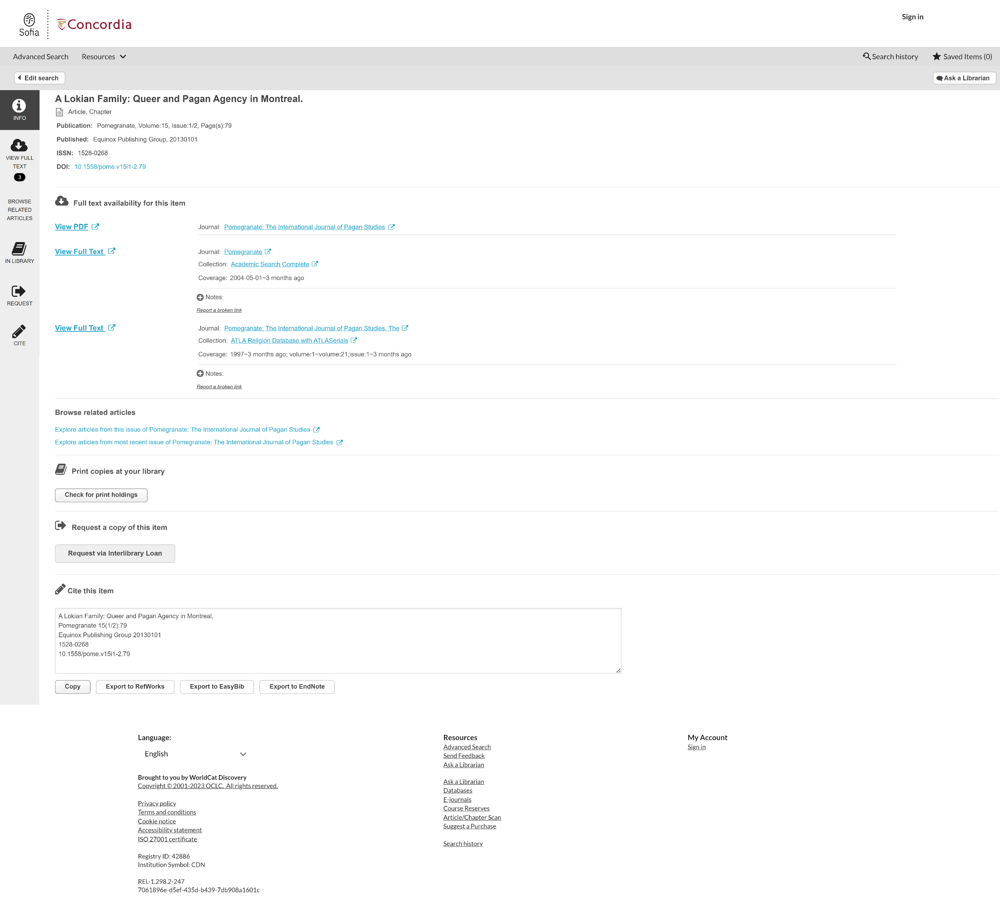 Sofia
Concordia
Sign in
Advanced Search Resources Search history Saved Items (0)
Edit search Ask a Librarian
INFO
VIEW FULL
TEXT
3
BROWSE
RELATED
ARTICLES
IN LIBRARY
REQUEST
CITE
A Lokian Family: Queer and Pagan Agency in Montreal.
Article, Chapter
Publication: Pomegranate, Volume:15, Issue:1/2, Page(s):79
Published: Equinox Publishing Group, 20130101
ISSN: 1528-0268
DOI: 10.1558/pome.v15i1-2.79
Full text availability for this item
View PDF Journal: Pomegranate: The International Journal of Pagan Studies
View Full Text Journal: Pomegranate
Collection: Academic Search Complete
Coverage: 2004-05-01~3 months ago
Notes:
Report a broken link
View Full Text Journal: Pomegranate: The International Journal of Pagan Studies, The
Collection: ATLA Religion Database with ATLASerials
Coverage: 1997~3 months ago; volume:1~volume:21;issue:1~3 months ago
Notes:
Report a broken link
Browse related articles
Explore articles from this issue of Pomegranate: The International Journal of Pagan Studies
Explore articles from most recent issue of Pomegranate: The International Journal of Pagan Studies
Print copies at your library
Check for print holdings
Request a copy of this item
Request via Interlibrary Loan
Cite this item
A Lokian Family: Queer and Pagan Agency in Montreal.
Pomegranate 15(1/2):79
Equinox Publishing Group 20130101
1528-0268
10.1558/pome.v15i1-2.79
Copy Export to RefWorks Export to EasyBib Export to EndNote
Language:
English
Brought to you by WorldCat Discovery
Copyright © 2001-2023 OCLC. All rights reserved.
Privacy policy
Terms and conditions
Cookie notice
Accessibility statement
ISO 27001 certificate
Registry ID: 42886
Institution Symbol: CDN
REL-1.298.2-247
7061896e-d5ef-435d-b439-7db908a1601c
Resources
Advanced Search
Send Feedback
Ask a Librarian
Ask a Librarian
Databases
E-journals
Course Reserves
Article/Chapter Scan
Suggest a Purchase
Search history
My Account
Sign in